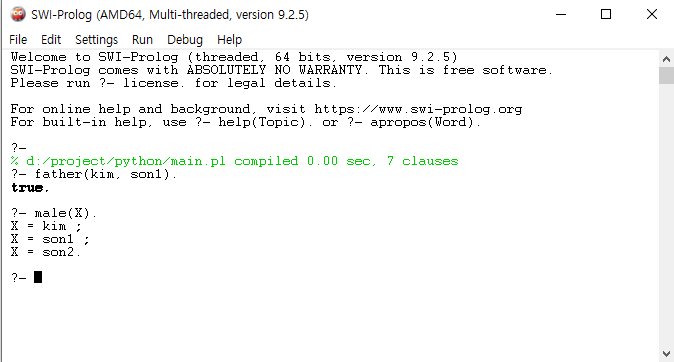 SWI-Prolog (AMD64, Multi-threaded, version 9.2.5)
File Edit Settings Run Debug Help
Welcome to SWI-Prolog (threaded, 64 bits, version 9.2.5)
SWI-Prolog comes with ABSOLUTELY NO WARRANTY. This is free software.
Please run ?- license. for legal details.
For online help and background, visit https://www.swi-prolog.org
For built-in help, use ?- help(Topic). or ?- apropos(Word).
?-
% d:/project/python/main.pl compiled 0.00 sec, 7 clauses
?- father(kim, son1).
true.
?- male(X).
X = kim ;
X = son1 ;
X = son2.
?-